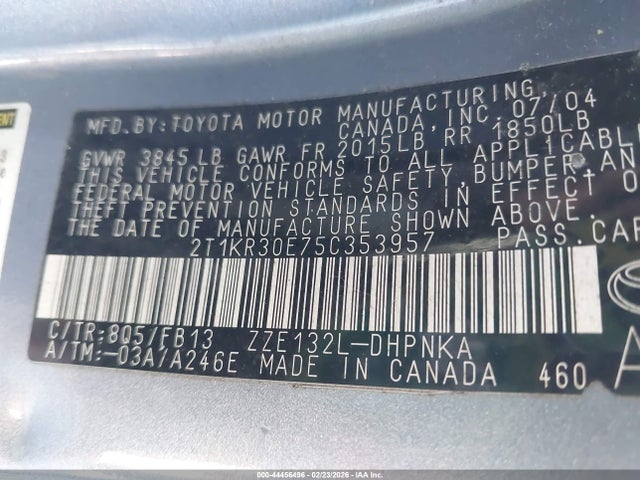 MFD.BY:TOYOTA MOTOR MANUFACTURING
CANADA, INC. 07/04
GVWR 3845 LB GAWR FR 2015LB, RR 1850LB
THIS VEHICLE CONFORMS TO ALL APPLICABL
FEDERAL MOTOR VEHICLE SAFETY, BUMPER AN
THEFT PREVENTION STANDARDS IN EFFECT O
THE DATE OF MANUFACTURE SHOWN ABOVE.
2T1KR30E75C353957 PASS.CAR
C/TR:8Q5/FB13 ZZE132L-DHPNKA
A/TM:-03A/A246E MADE IN CANADA 460
000-44456496 - 02/23/2026 - IAA Inc.